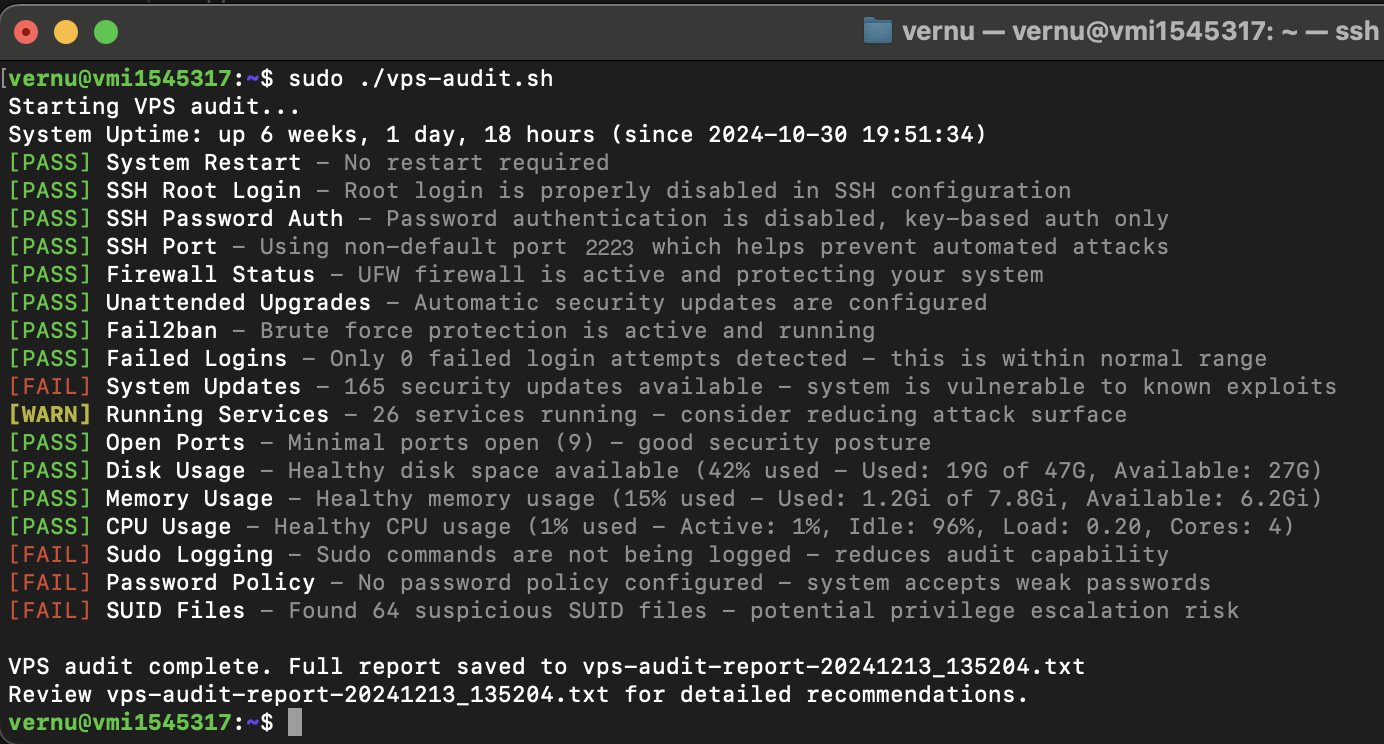 vernu — vernu@vmi1545317: ~ — ssh
[vernu@vmi1545317:~$ sudo ./vps-audit.sh
Starting VPS audit...
System Uptime: up 6 weeks, 1 day, 18 hours (since 2024-10-30 19:51:34)
[PASS] System Restart – No restart required
[PASS] SSH Root Login – Root login is properly disabled in SSH configuration
[PASS] SSH Password Auth – Password authentication is disabled, key-based auth only
[PASS] SSH Port – Using non-default port 2223 which helps prevent automated attacks
[PASS] Firewall Status – UFW firewall is active and protecting your system
[PASS] Unattended Upgrades – Automatic security updates are configured
[PASS] Fail2ban – Brute force protection is active and running
[PASS] Failed Logins – Only 0 failed login attempts detected – this is within normal range
[FAIL] System Updates – 165 security updates available – system is vulnerable to known exploits
[WARN] Running Services – 26 services running – consider reducing attack surface
[PASS] Open Ports – Minimal ports open (9) – good security posture
[PASS] Disk Usage – Healthy disk space available (42% used – Used: 19G of 47G, Available: 27G)
[PASS] Memory Usage – Healthy memory usage (15% used – Used: 1.2Gi of 7.8Gi, Available: 6.2Gi)
[PASS] CPU Usage – Healthy CPU usage (1% used – Active: 1%, Idle: 96%, Load: 0.20, Cores: 4)
[FAIL] Sudo Logging – Sudo commands are not being logged – reduces audit capability
[FAIL] Password Policy – No password policy configured – system accepts weak passwords
[FAIL] SUID Files – Found 64 suspicious SUID files – potential privilege escalation risk
VPS audit complete. Full report saved to vps-audit-report-20241213_135204.txt
Review vps-audit-report-20241213_135204.txt for detailed recommendations.
vernu@vmi1545317:~$